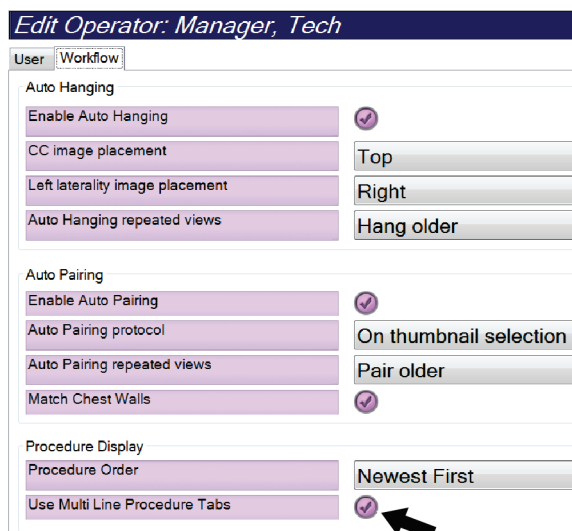 Edit Operator: Manager, Tech
User Workflow
Auto Hanging
Enable Auto Hanging
CC image placement Top
Left laterality image placement Right
Auto Hanging repeated views Hang older
Auto Pairing
Enable Auto Pairing
Auto Pairing protocol On thumbnail selection
Auto Pairing repeated views Pair older
Match Chest Walls
Procedure Display
Procedure Order Newest First
Use Multi Line Procedure Tabs